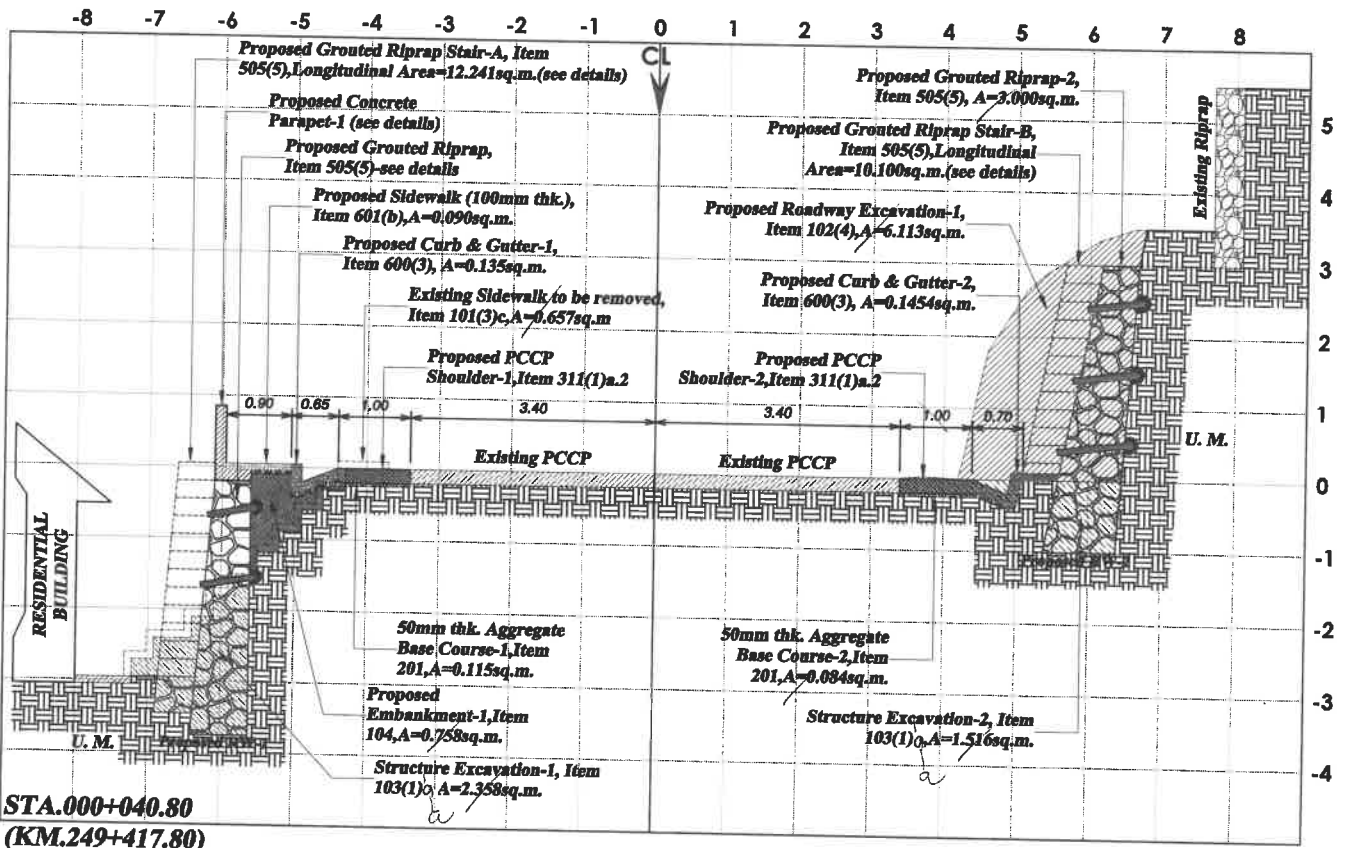 -8 -7 -6 -5 -4 -3 -2 -1 0 1 2 3 4 5 6 7 8
CL
Proposed Grouted Riprap Stair-A, Item
505(5),Longitudinal Area=12.241sq.m.(see details)
Proposed Concrete
Parapet-1 (see details)
Proposed Grouted Riprap,
Item 505(5)-see details
Proposed Sidewalk (100mm thk.),
Item 601(b),A=0.090sq.m.
Proposed Curb & Gutter-1,
Item 600(3), A=0.135sq.m.
Existing Sidewalk to be removed,
Item 101(3)c,A=0.657sq.m
Proposed PCCP
Shoulder-1,Item 311(1)a.2
Proposed Grouted Riprap-2,
Item 505(5), A=3.000sq.m.
Proposed Grouted Riprap Stair-B,
Item 505(5),Longitudinal
Area=10.100sq.m.(see details)
Proposed Roadway Excavation-1,
Item 102(4),A=6.113sq.m.
Proposed Curb & Gutter-2,
Item 600(3), A=0.1454sq.m.
Proposed PCCP
Shoulder-2,Item 311(1)a.2
Existing Riprap
5
4
3
2
1
0
-1
-2
-3
-4
0.90 0.65 1.00 3.40 3.40 1.00 0.70
Existing PCCP
Existing PCCP
U. M.
RESIDENTIAL
BUILDING
50mm thk. Aggregate
Base Course-1,Item
201,A=0.115sq.m.
Proposed
Embankment-1,Item
104,A=0.758sq.m.
Structure Excavation-1, Item
103(1)a A=2.358sq.m.
a
50mm thk. Aggregate
Base Course-2,Item
201,A=0.084sq.m.
Structure Excavation-2, Item
103(1)a,A=1.516sq.m.
a
U. M.
STA.000+040.80
(KM.249+417.80)